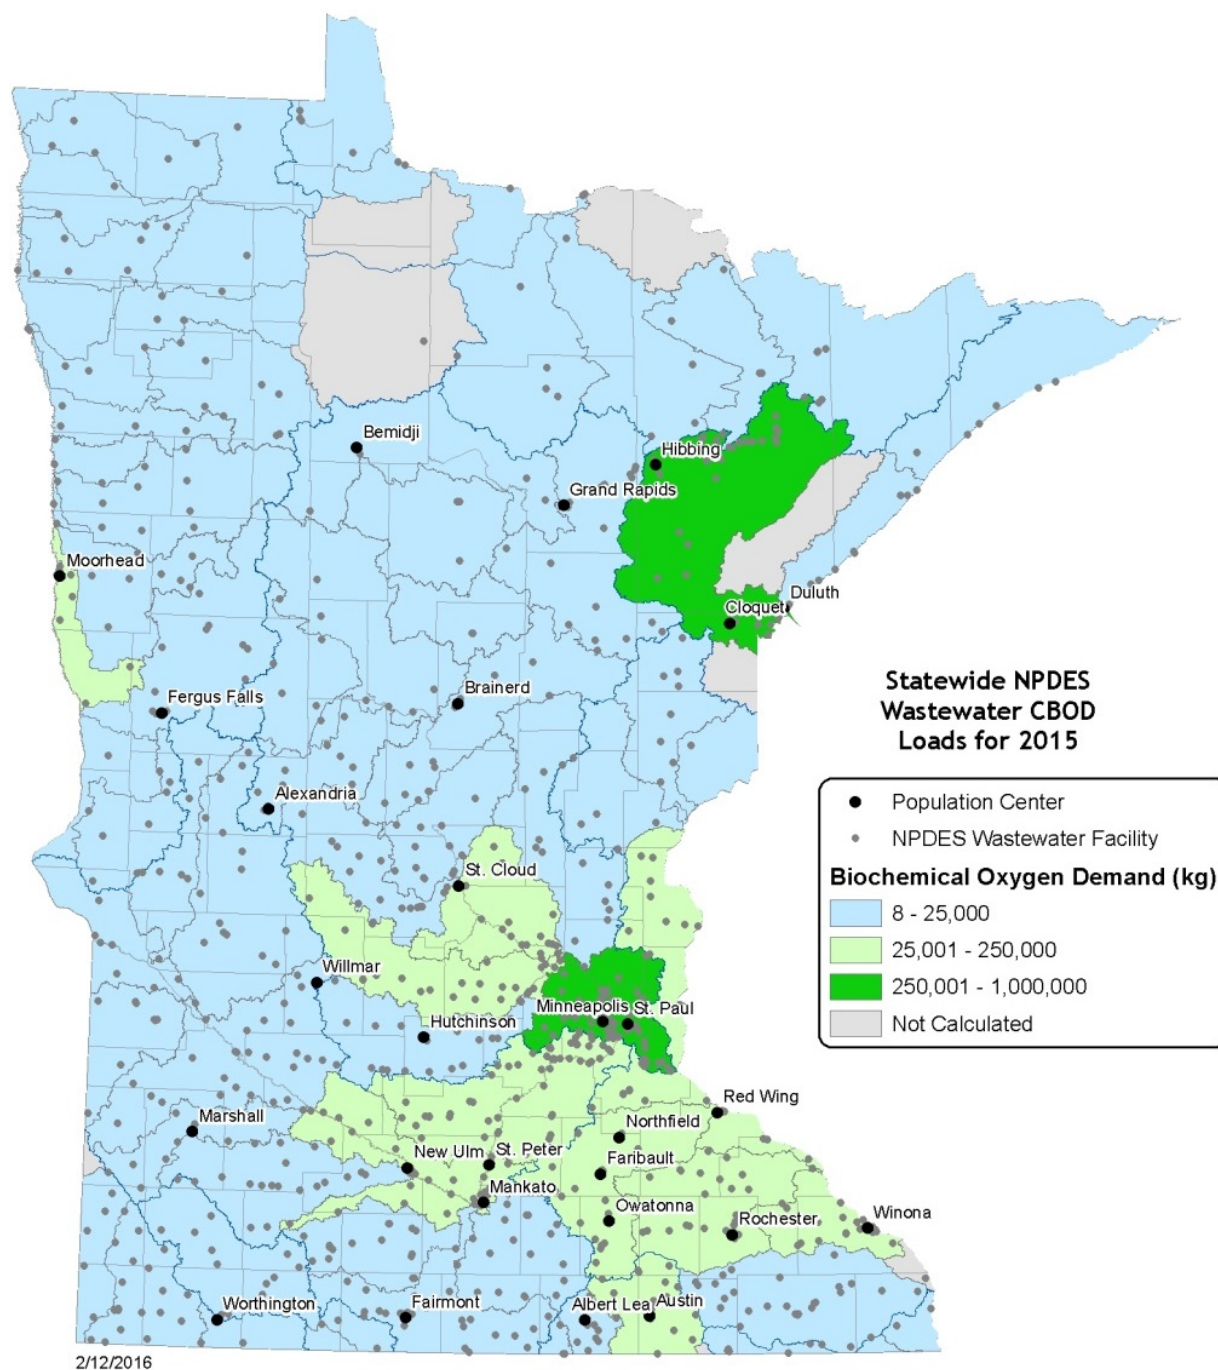 Bemidji
Hibbing
Grand Rapids
Moorhead
Duluth
Cloquet
Fergus Falls
Brainerd
Statewide NPDES
Wastewater CBOD
Loads for 2015
Alexandria
Population Center
NPDES Wastewater Facility
Biochemical Oxygen Demand (kg)
8 - 25,000
25,001 - 250,000
250,001 - 1,000,000
Not Calculated
St. Cloud
Willmar
Minneapolis
St. Paul
Hutchinson
Red Wing
Marshall
Northfield
New Ulm
St. Peter
Faribault
Mankato
Owatonna
Rochester
Winona
Worthington
Fairmont
Albert Lea
Austin
2/12/2016